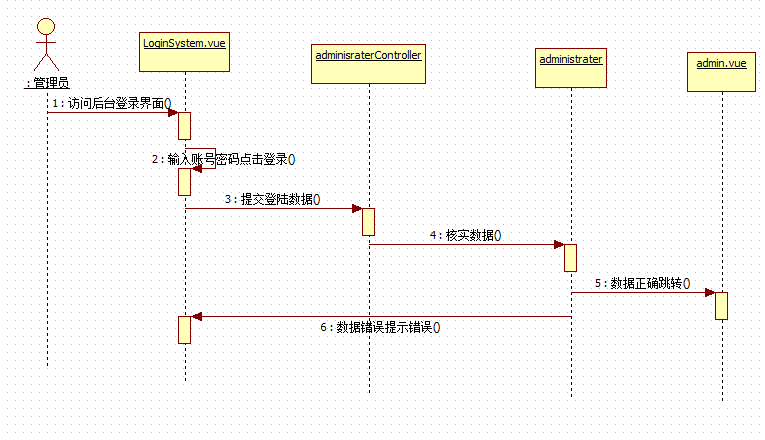 LoginSystem.vue
adminisraterController
administrater
admin.vue
: 管理员
1 : 访问后台登录界面()
2 : 输入账号密码点击登录()
3 : 提交登陆数据()
4 : 核实数据()
5 : 数据正确跳转()
6 : 数据错误提示错误()